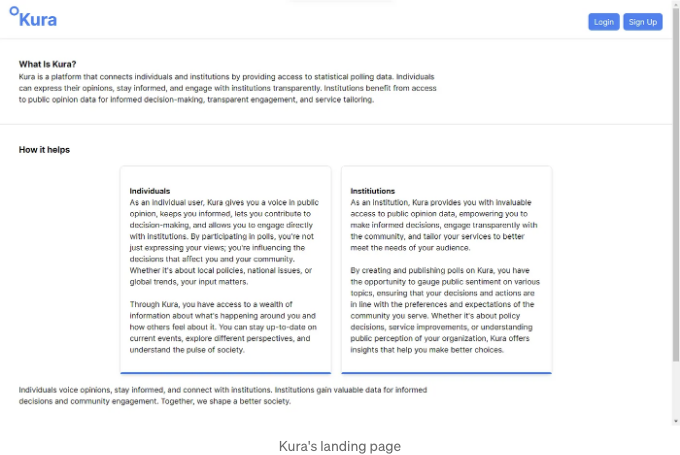 Kura
Login
Sign Up
What Is Kura?
Kura is a platform that connects individuals and institutions by providing access to statistical polling data. Individuals
can express their opinions, stay informed, and engage with institutions transparently. Institutions benefit from access
to public opinion data for informed decision-making, transparent engagement, and service tailoring.
How it helps
Individuals
As an individual user, Kura gives you a voice in public
opinion, keeps you informed, lets you contribute to
decision-making, and allows you to engage directly
with institutions. By participating in polls, you're not
just expressing your views; you're influencing the
decisions that affect you and your community.
Whether it's about local policies, national issues, or
global trends, your input matters.
Through Kura, you have access to a wealth of
information about what's happening around you and
how others feel about it. You can stay up-to-date on
current events, explore different perspectives, and
understand the pulse of society.
Institiutions
As an institution, Kura provides you with invaluable
access to public opinion data, empowering you to
make informed decisions, engage transparently with
the community, and tailor your services to better
meet the needs of your audience.
By creating and publishing polls on Kura, you have
the opportunity to gauge public sentiment on various
topics, ensuring that your decisions and actions are
in line with the preferences and expectations of the
community you serve. Whether it's about policy
decisions, service improvements, or understanding
public perception of your organization, Kura offers
insights that help you make better choices.
Individuals voice opinions, stay informed, and connect with institutions. Institutions gain valuable data for informed
decisions and community engagement. Together, we shape a better society.
Kura's landing page